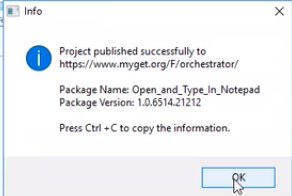 Info
Project published successfully to
https://www.myget.org/F/orchestrator/
Package Name: Open_and_Type_In_Notepad
Package Version: 1.0.6514.21212
Press Ctrl +C to copy the information.
OK